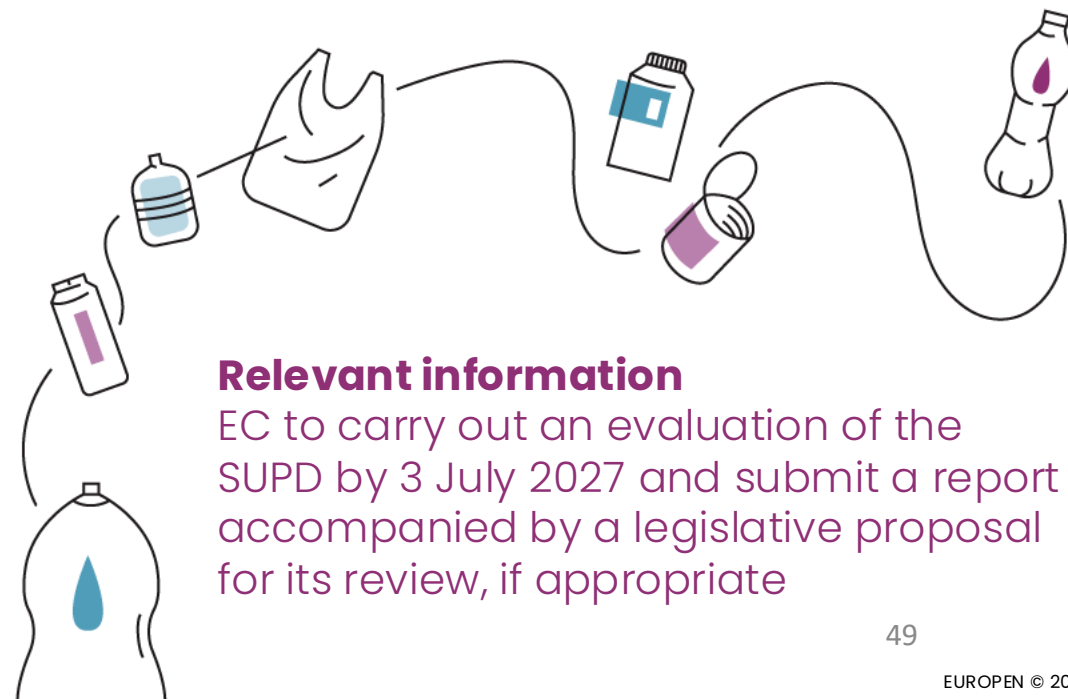 Relevant information
EC to carry out an evaluation of the
SUPD by 3 July 2027 and submit a report
accompanied by a legislative proposal
for its review, if appropriate
49
EUROPEN ©